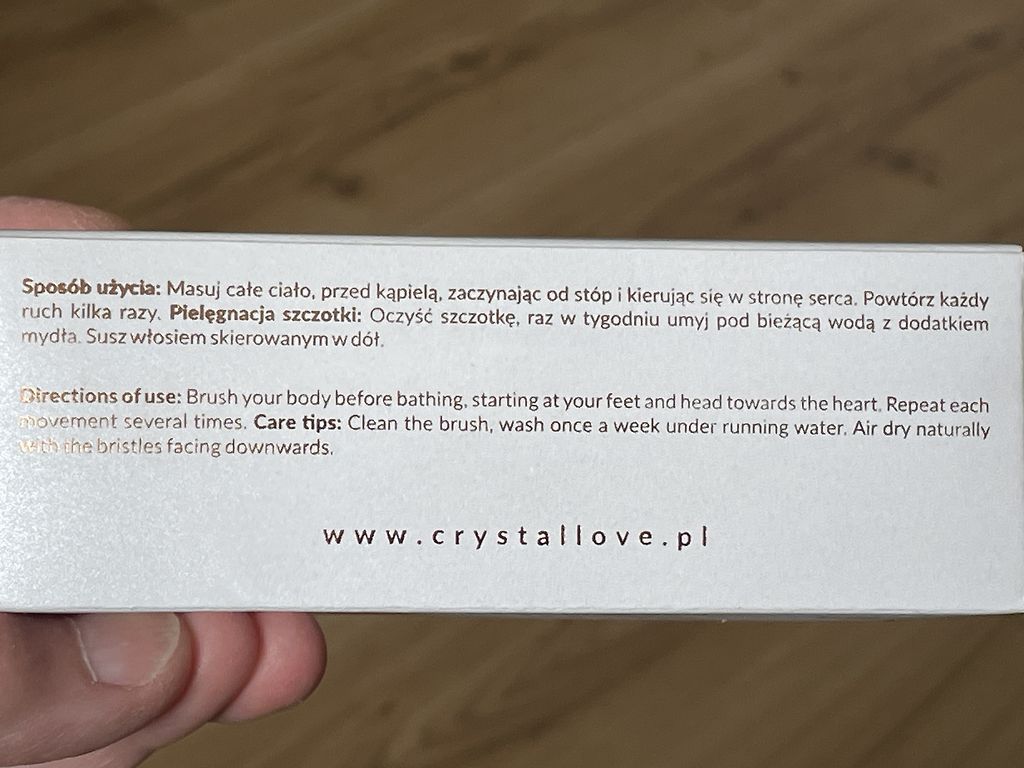 Sposób użycia: Masuj całe ciało, przed kąpielą, zaczynając od stóp i kierując się w stronę serca. Powtórz każdy
ruch kilka razy. Pielęgnacja szczotki: Oczyść szczotkę, raz w tygodniu umyj pod bieżącą wodą z dodatkiem
mydła. Susz włosiem skierowanym w dół.
Directions of use: Brush your body before bathing, starting at your feet and head towards the heart. Repeat each
movement several times. Care tips: Clean the brush, wash once a week under running water. Air dry naturally
with the bristles facing downwards.
www.crystallove.pl